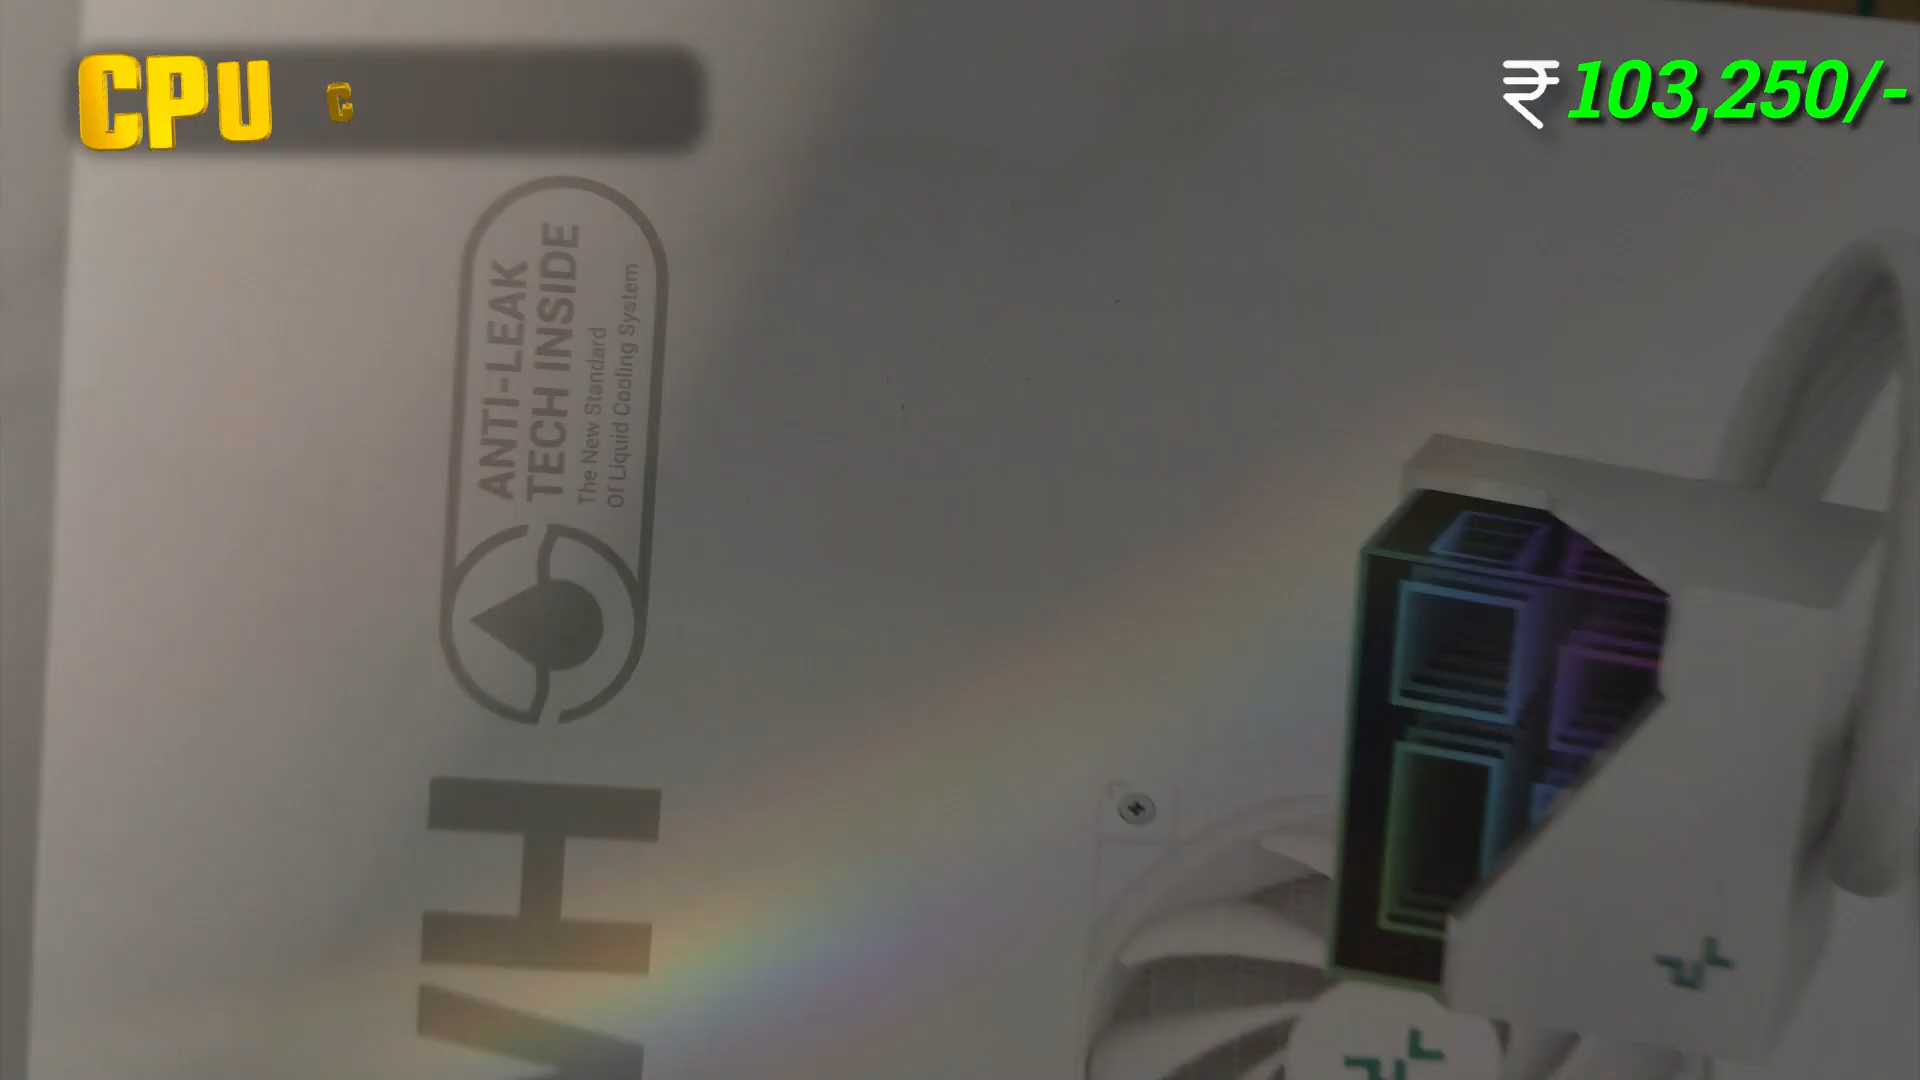 CPU C
₹103,250/-
ANTI-LEAK
TECH INSIDE
The New Standard
Of Liquid Cooling System